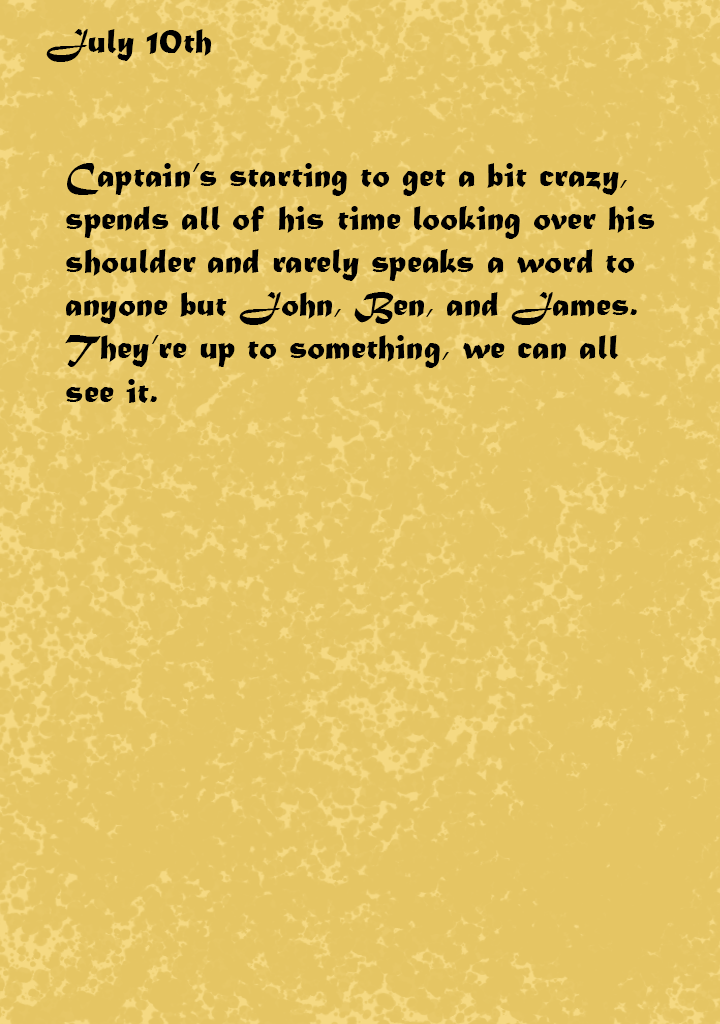 July 10th
Captain's starting to get a bit crazy,
spends all of his time looking over his
shoulder and rarely speaks a word to
anyone but John, Ben, and James.
They're up to something, we can all
see it.